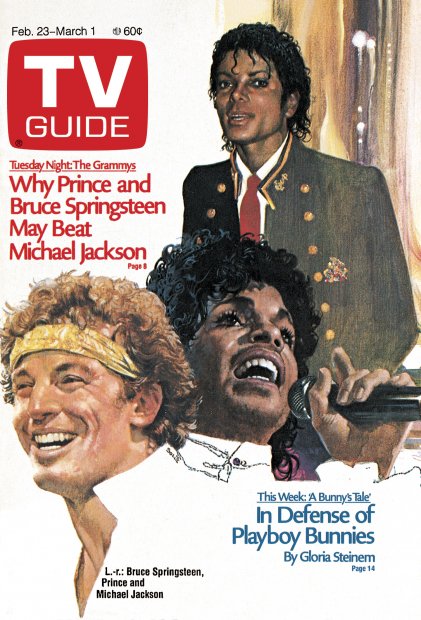 Feb. 23–March 1 60¢
TV
GUIDE
®
Tuesday Night: The Grammys
Why Prince and
Bruce Springsteen
May Beat
Michael Jackson
Page 8
This Week: 'A Bunny's Tale'
In Defense of
Playboy Bunnies
By Gloria Steinem
Page 14
L.-r.: Bruce Springsteen,
Prince and
Michael Jackson